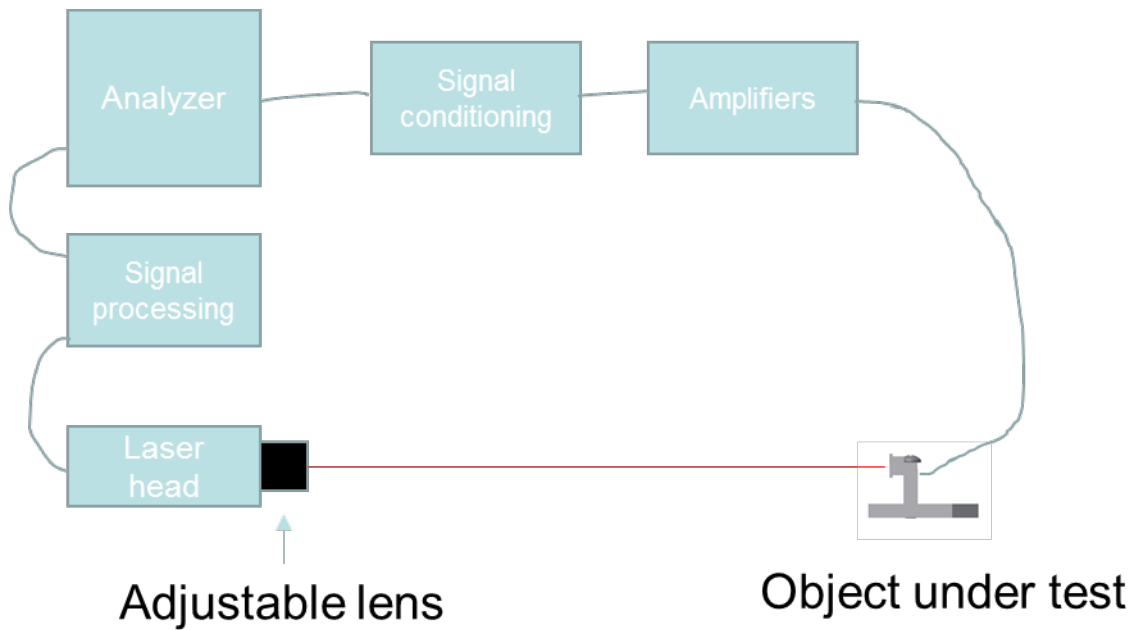 Analyzer
Signal
conditioning
Amplifiers
Signal
processing
Laser
head
Adjustable lens
Object under test